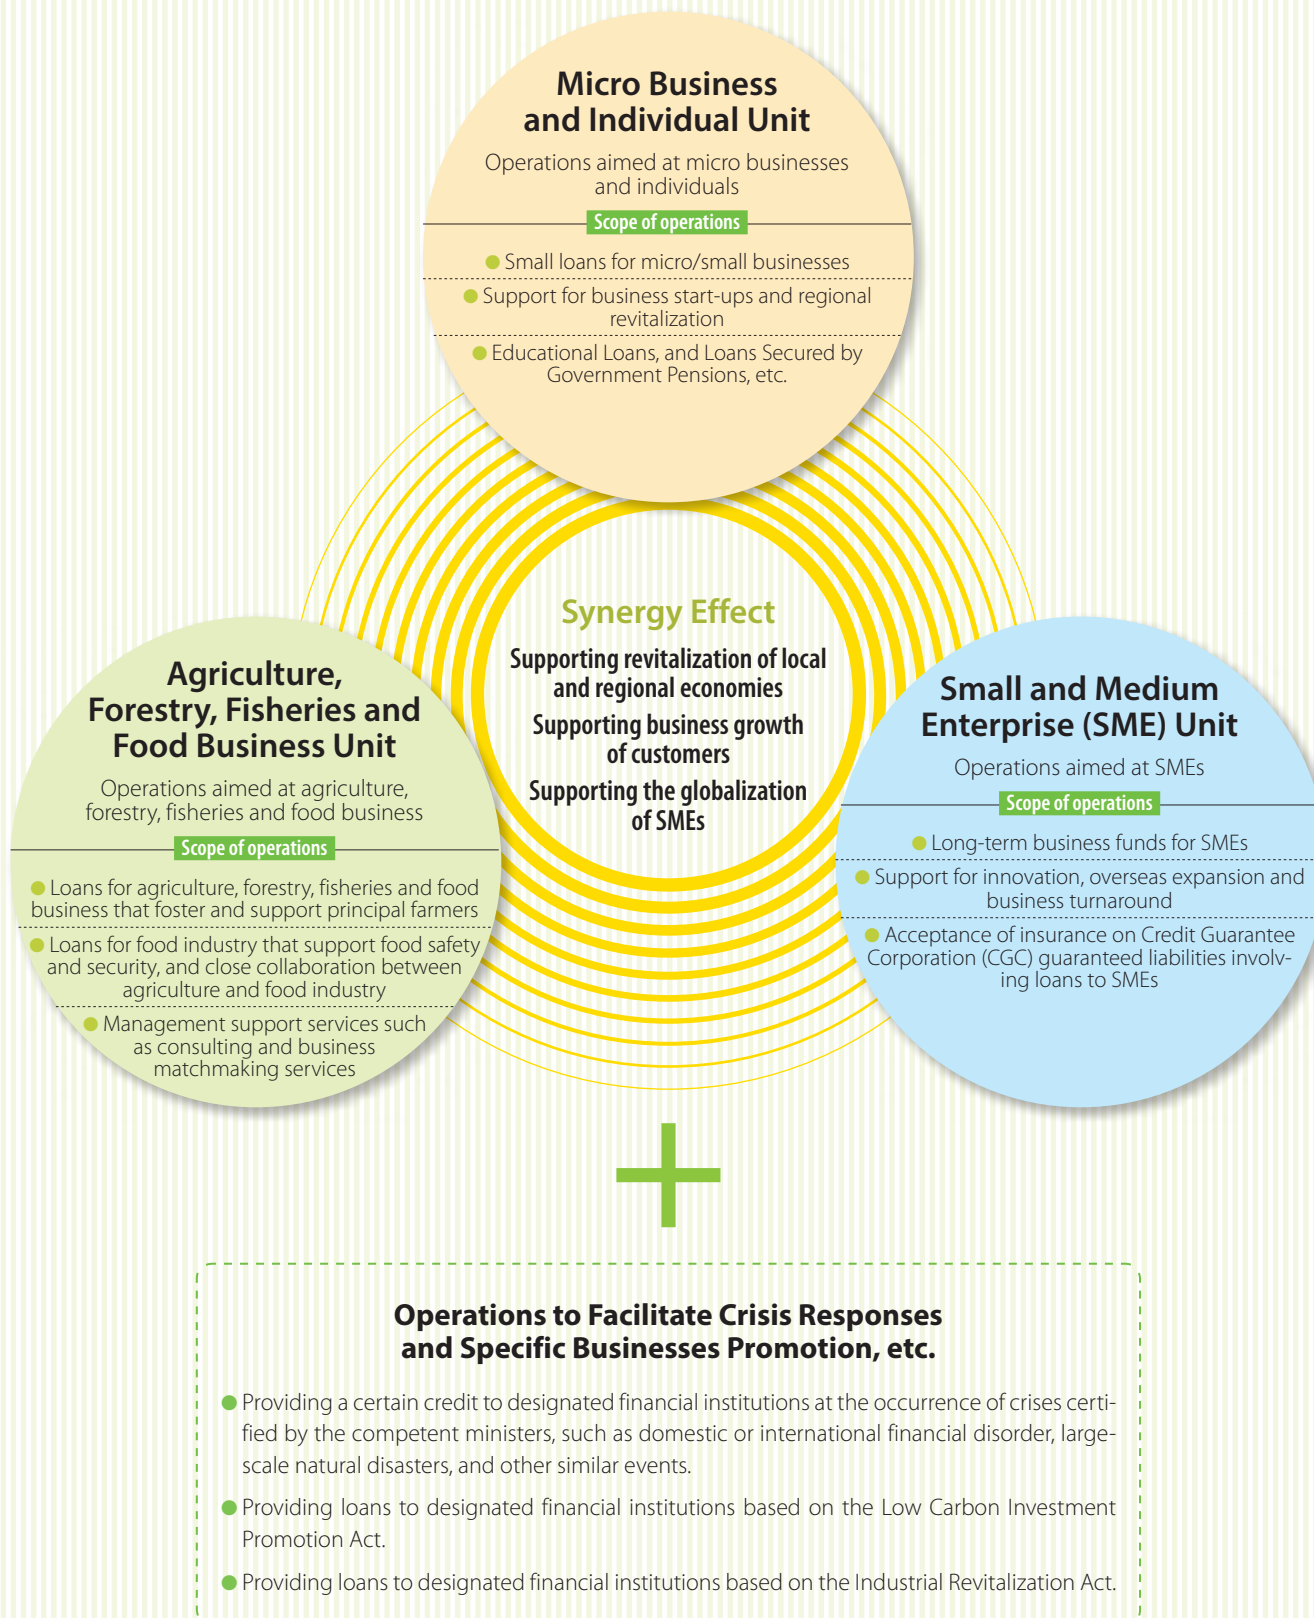 Micro Business
and Individual Unit
Operations aimed at micro businesses
and individuals
Scope of operations
● Small loans for micro/small businesses
● Support for business start-ups and regional
revitalization
● Educational Loans, and Loans Secured by
Government Pensions, etc.
Synergy Effect
Supporting revitalization of local
and regional economies
Supporting business growth
of customers
Supporting the globalization
of SMEs
Agriculture,
Forestry, Fisheries and
Food Business Unit
Operations aimed at agriculture,
forestry, fisheries and food business
Scope of operations
● Loans for agriculture, forestry, fisheries and food
business that foster and support principal farmers
● Loans for food industry that support food safety
and security, and close collaboration between
agriculture and food industry
● Management support services such
as consulting and business
matchmaking services
Small and Medium
Enterprise (SME) Unit
Operations aimed at SMEs
Scope of operations
● Long-term business funds for SMEs
● Support for innovation, overseas expansion and
business turnaround
● Acceptance of insurance on Credit Guarantee
Corporation (CGC) guaranteed liabilities involv-
ing loans to SMEs
+
Operations to Facilitate Crisis Responses
and Specific Businesses Promotion, etc.
● Providing a certain credit to designated financial institutions at the occurrence of crises certi-
fied by the competent ministers, such as domestic or international financial disorder, large-
scale natural disasters, and other similar events.
● Providing loans to designated financial institutions based on the Low Carbon Investment
Promotion Act.
● Providing loans to designated financial institutions based on the Industrial Revitalization Act.